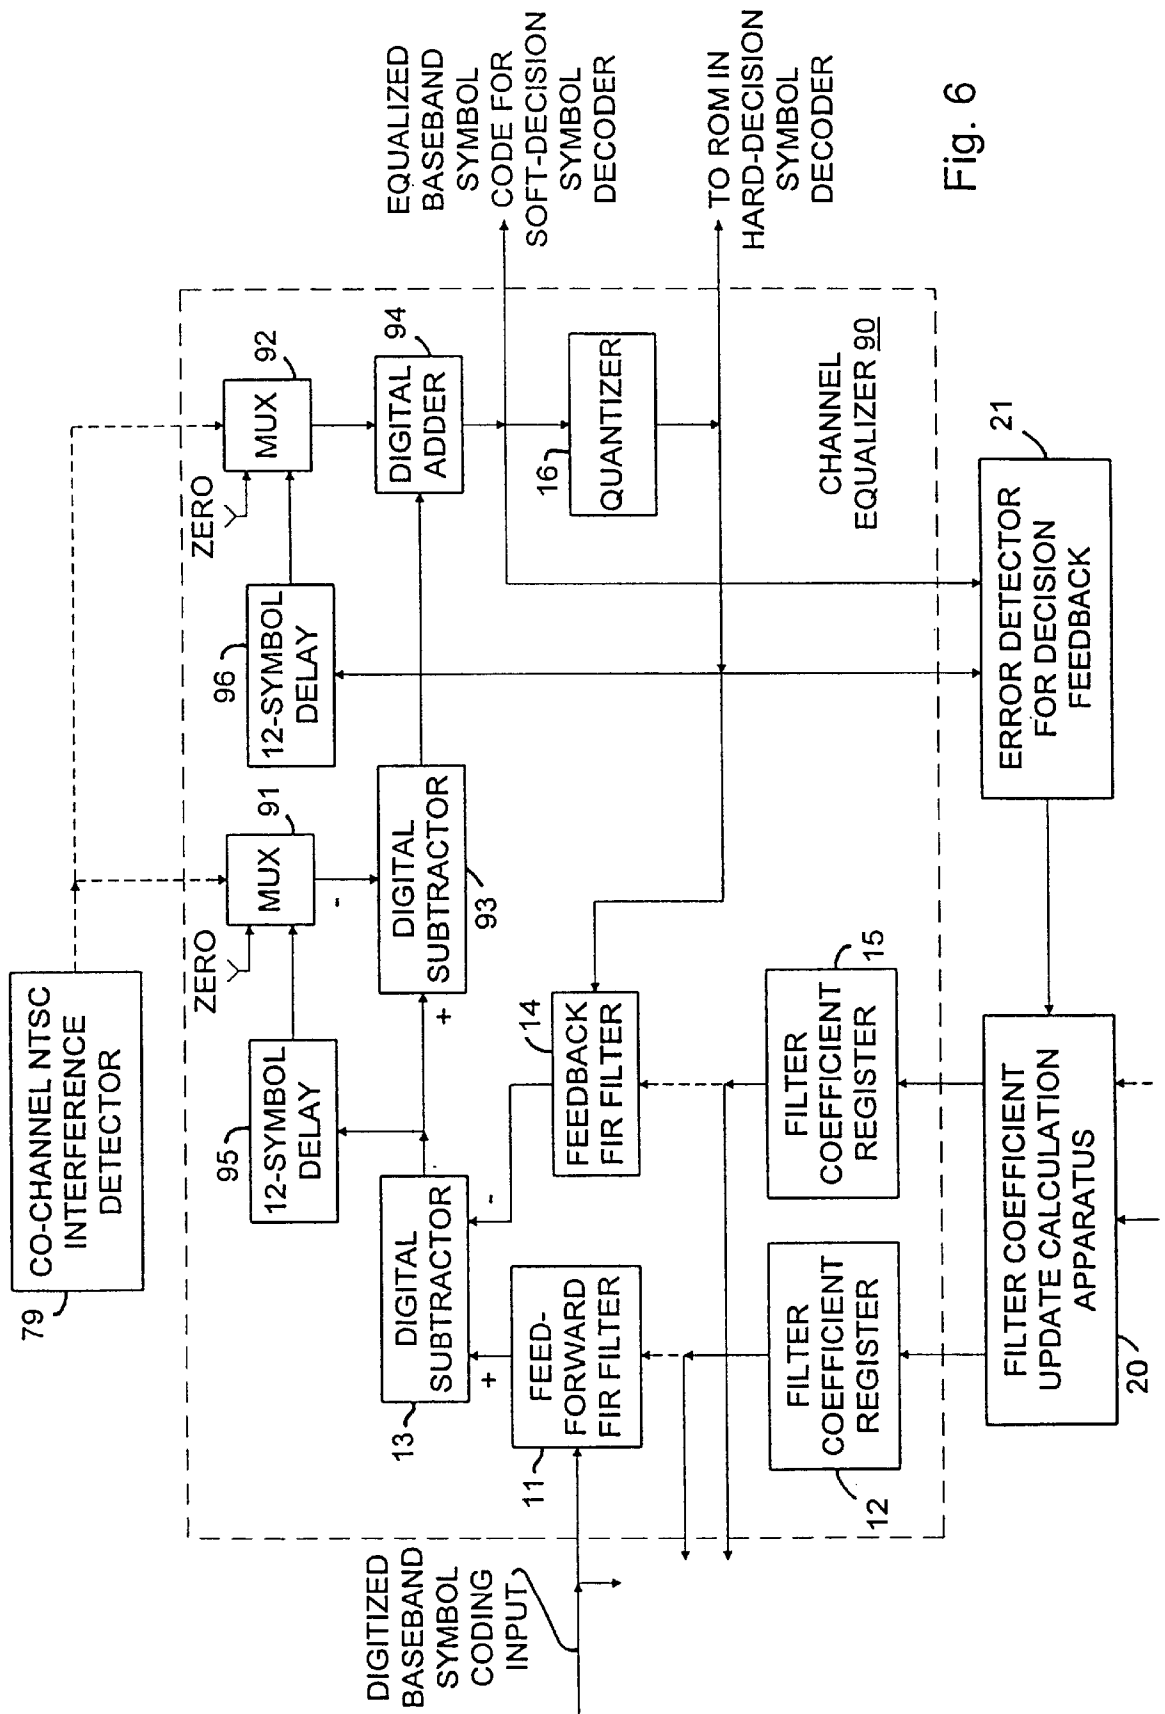 CO-CHANNEL NTSC
INTERFERENCE
DETECTOR
79
ZERO
MUX
91
-
ZERO
MUX
92
95
12-SYMBOL
DELAY
96
12-SYMBOL
DELAY
DIGITAL
SUBTRACTOR
13
+
-
DIGITAL
SUBTRACTOR
93
+
DIGITAL
ADDER
94
EQUALIZED
BASEBAND
SYMBOL
CODE FOR
SOFT-DECISION
SYMBOL
DECODER
DIGITIZED
BASEBAND
SYMBOL
CODING
INPUT
FEED-
FORWARD
FIR FILTER
11
FEEDBACK
FIR FILTER
14
16
QUANTIZER
TO ROM IN
HARD-DECISION
SYMBOL
DECODER
FILTER
COEFFICIENT
REGISTER
12
FILTER
COEFFICIENT
REGISTER
15
CHANNEL
EQUALIZER 90
FILTER COEFFICIENT
UPDATE CALCULATION
APPARATUS
20
ERROR DETECTOR
FOR DECISION
FEEDBACK
21
Fig. 6